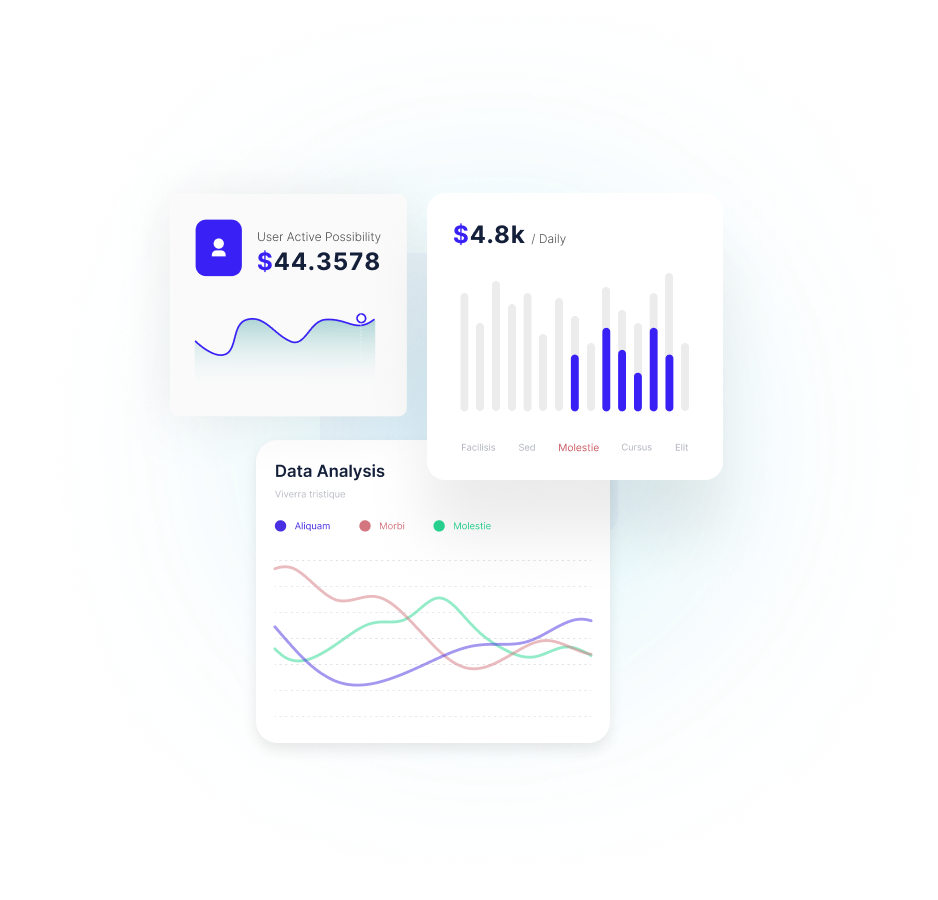 User Active Possibility
$44.3578
$4.8k / Daily
Facilisis Sed Molestie Cursus Elit
Data Analysis
Viverra tristique
Aliquam Morbi Molestie